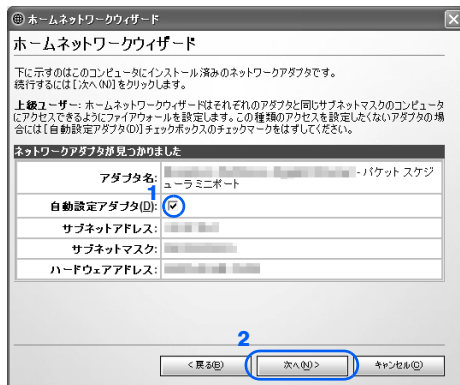 ホームネットワークウィザード
ホームネットワークウィザード
下に示すのはこのコンピュータにインストール済みのネットワークアダプタです。
続行するには[次へ(N)]をクリックします。
上級ユーザー: ホームネットワークウィザードはそれぞれのアダプタと同じサブネットマスクのコンピュータ
にアクセスできるようにファイアウォールを設定します。この種類のアクセスを設定したくないアダプタの場
合には[自動設定アダプタ(D)]チェックボックスのチェックマークをはずしてください。
ネットワークアダプタが見つかりました
アダプタ名: - パケット スケジ
ューラ ミニポート
1
自動設定アダプタ(D):
サブネットアドレス:
サブネットマスク:
ハードウェアアドレス:
2
< 戻る(B) 次へ(N) > キャンセル(C)